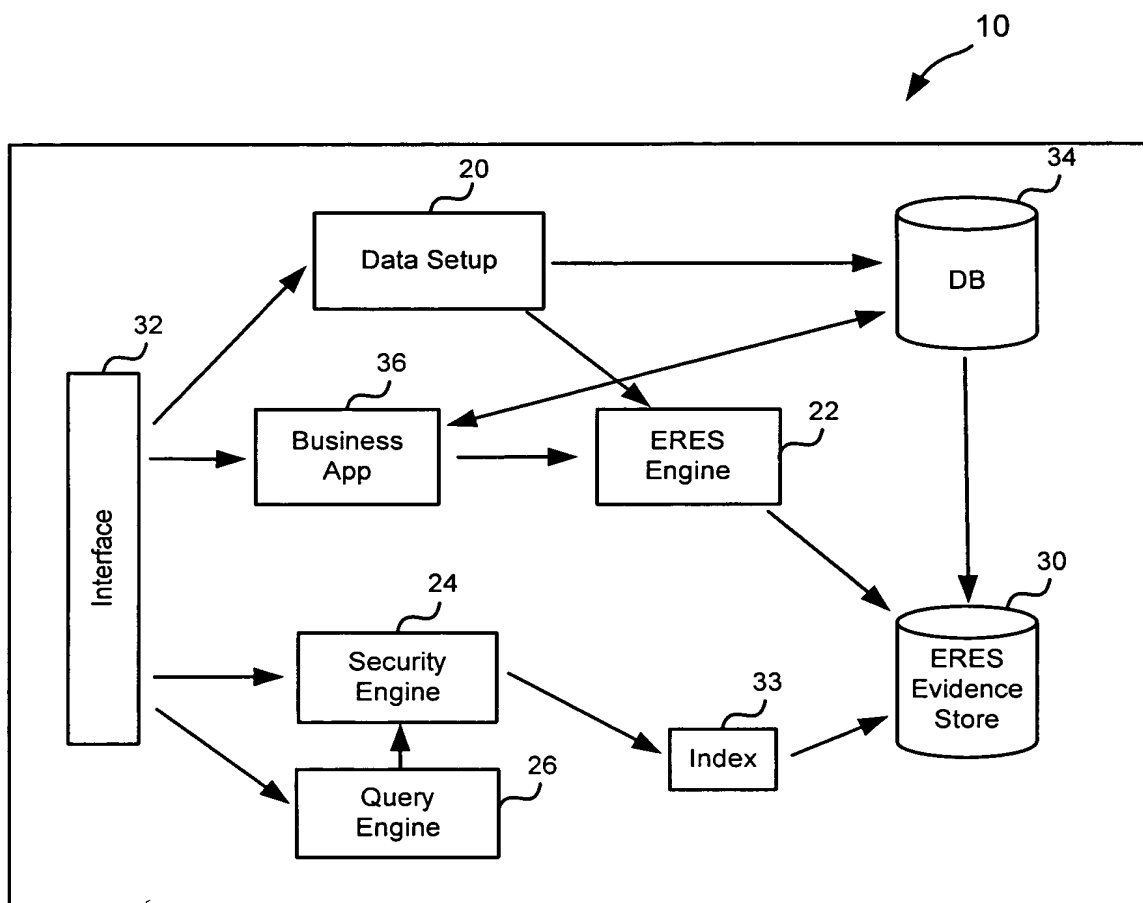 10
20
34
Data Setup
DB
32
36
22
Business
App
ERES
Engine
Interface
24
30
Security
Engine
33
ERES
Evidence
Store
Index
26
Query
Engine